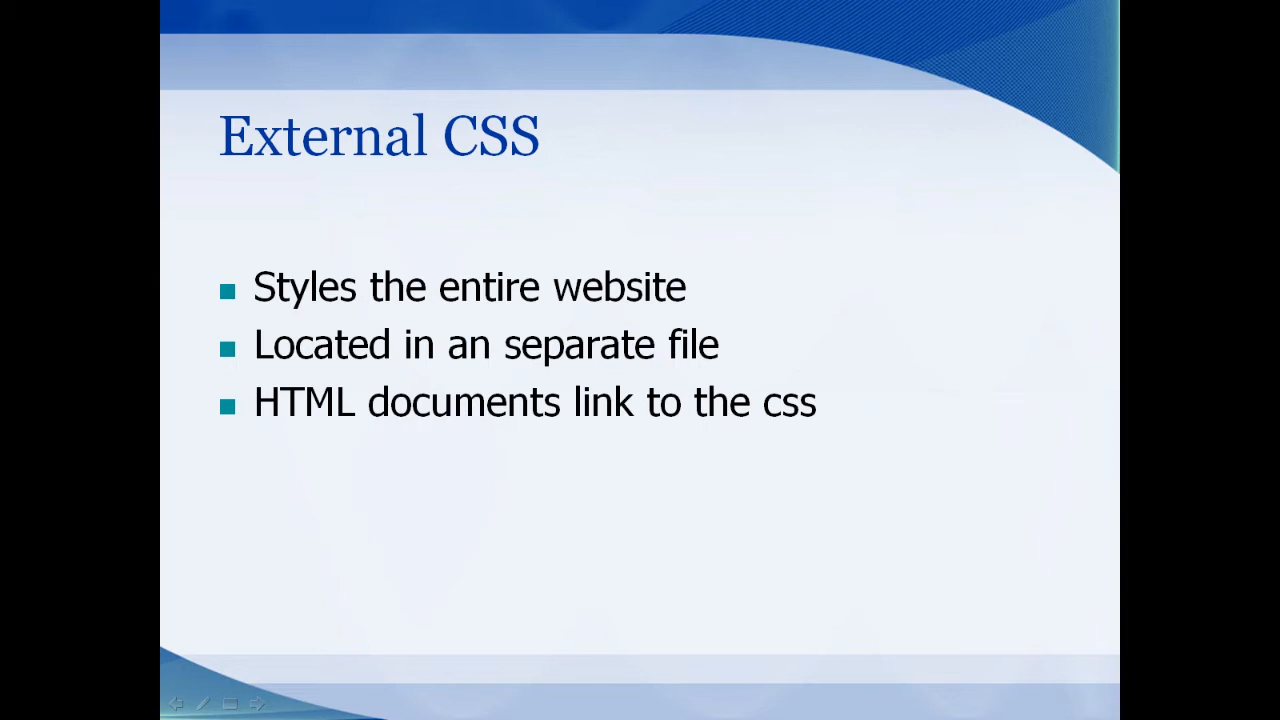 External CSS
Styles the entire website
Located in an separate file
HTML documents link to the css